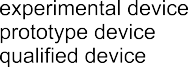 experimental device
prototype device
qualified device